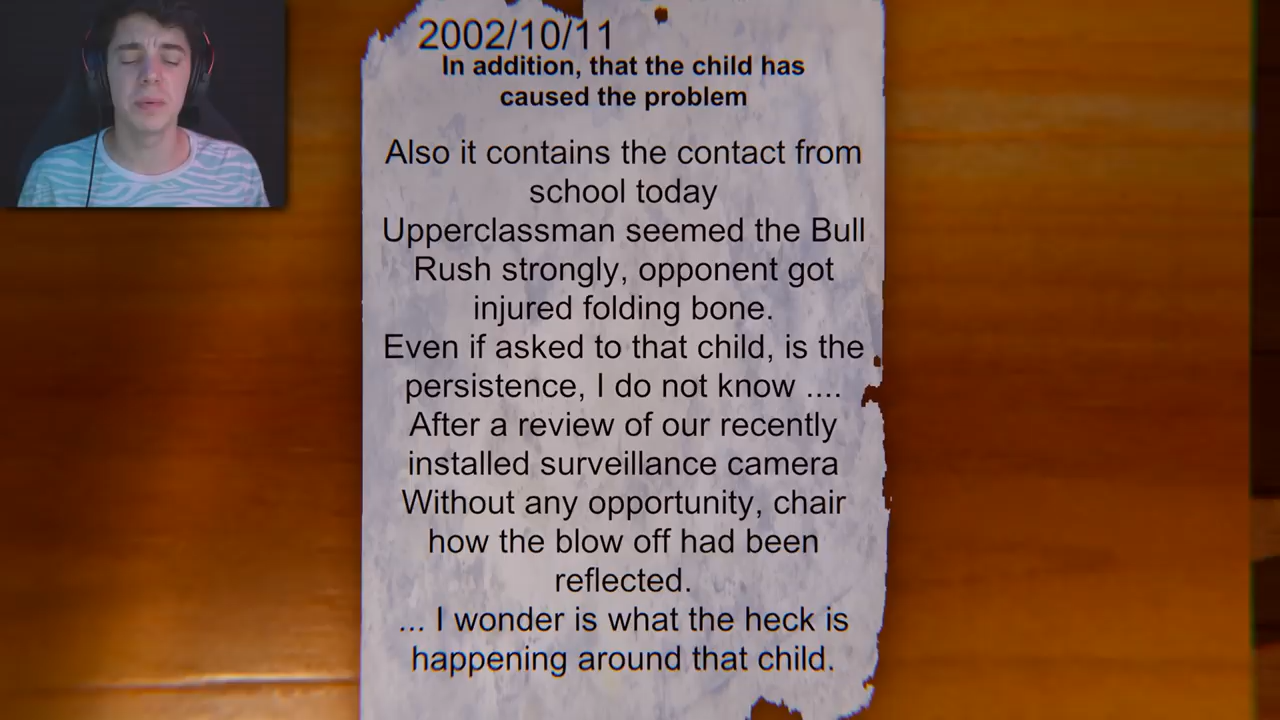 2002/10/11
In addition, that the child has
caused the problem
Also it contains the contact from
school today
Upperclassman seemed the Bull
Rush strongly, opponent got
injured folding bone.
Even if asked to that child, is the
persistence, I do not know ....
After a review of our recently
installed surveillance camera
Without any opportunity, chair
how the blow off had been
reflected.
... I wonder is what the heck is
happening around that child.